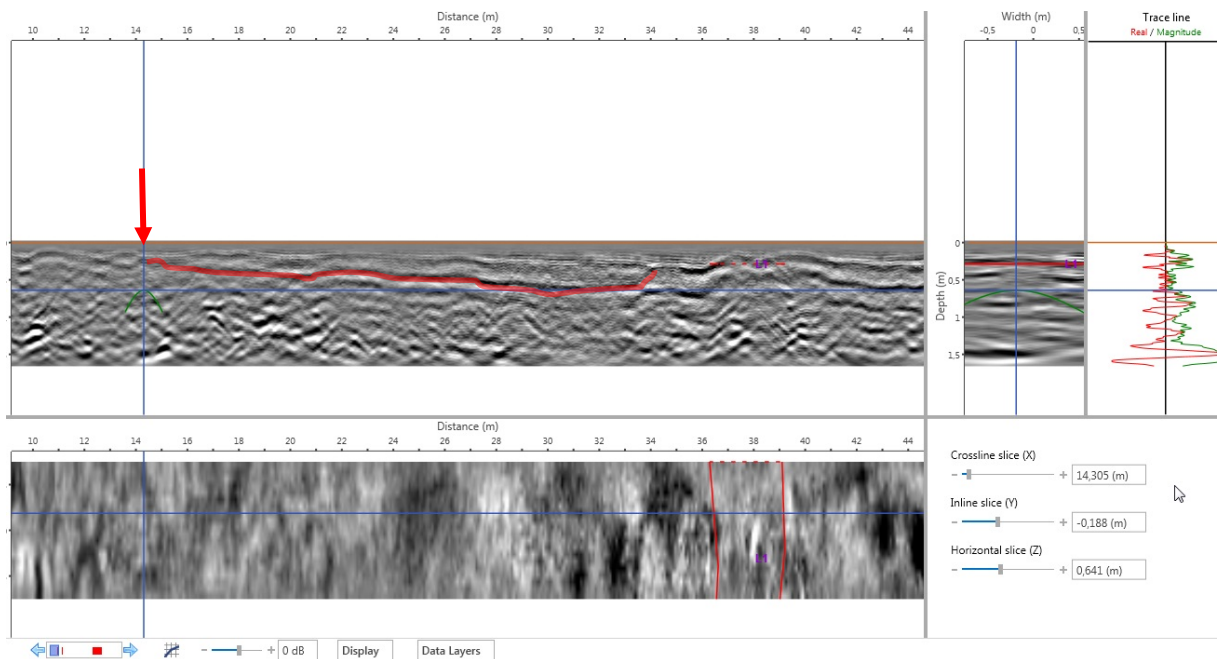 Distance (m)
10 12 14 16 18 20 22 24 26 28 30 32 34 36 38 40 42 44
Width (m)
-0,5 0 0,5
Trace line
Real / Magnitude
L1
L1
0
0.5
1
1.5
Depth (m)
Distance (m)
10 12 14 16 18 20 22 24 26 28 30 32 34 36 38 40 42 44
L1
Crossline slice (X)
- + 14,305 (m)
Inline slice (Y)
- + -0,188 (m)
Horizontal slice (Z)
- + 0,641 (m)
- + 0 dB Display Data Layers